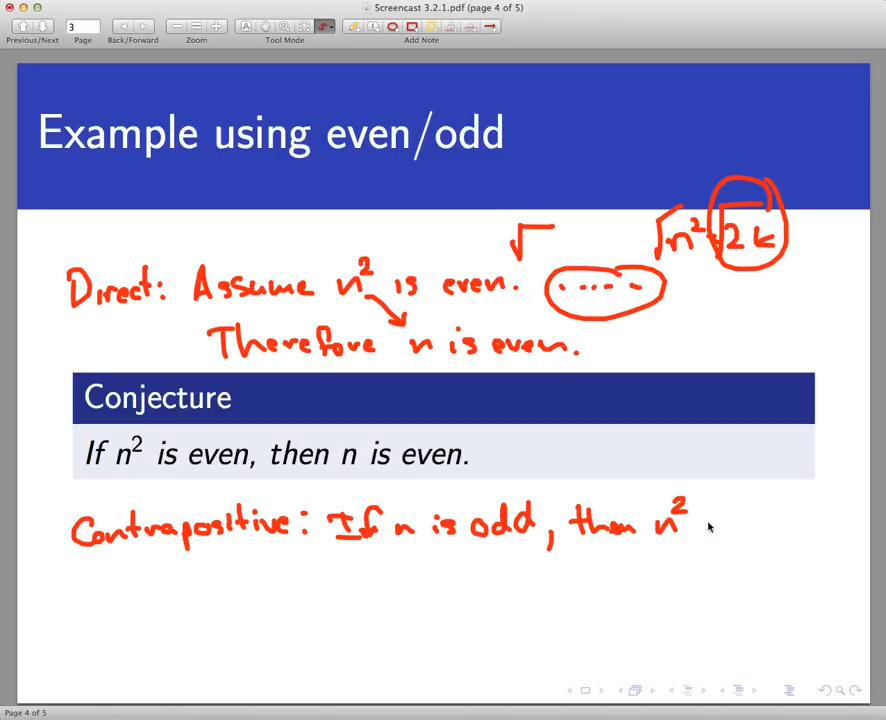 Screencast 3.2.1.pdf (page 4 of 5)
3
Previous/Next Page Back/Forward Zoom Tool Mode Add Note
Example using even/odd
√ √n² √2k
Direct: Assume n² is even. .....
Therefore n is even.
Conjecture
If n² is even, then n is even.
Contrapositive: If n is odd, then n²
Page 4 of 5